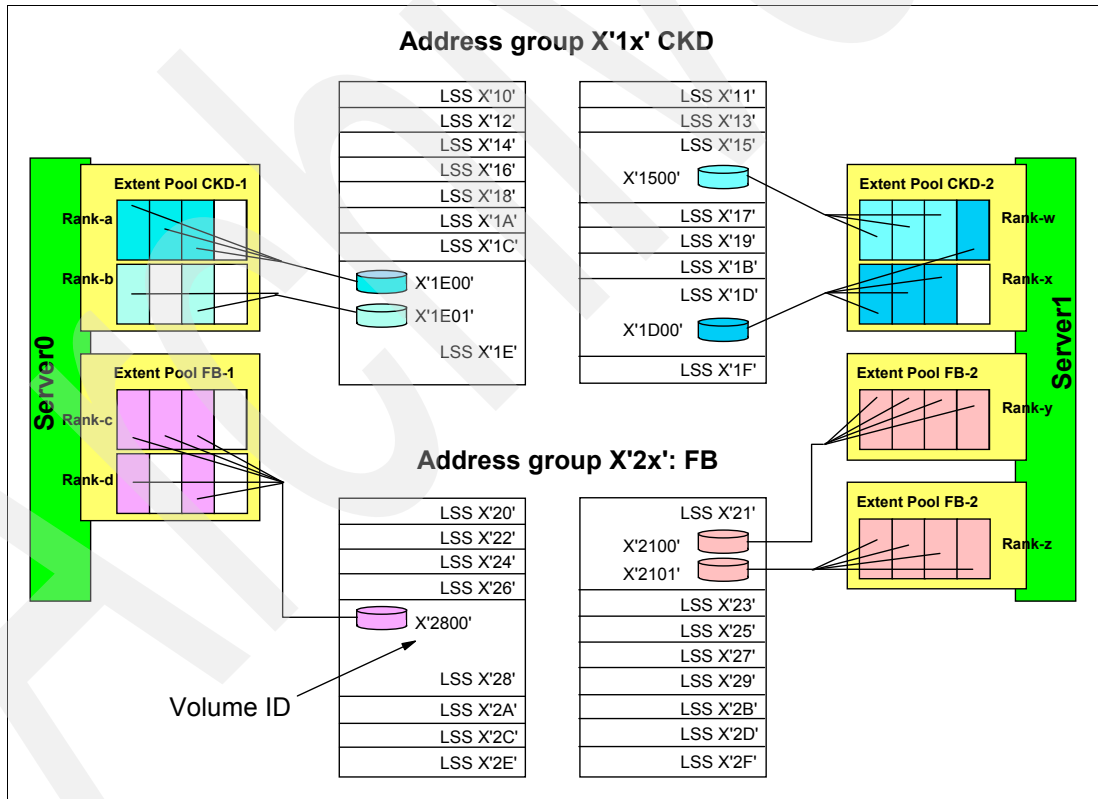 Address group X'1x' CKD
Server0
Extent Pool CKD-1
Rank-a
Rank-b
Extent Pool FB-1
Rank-c
Rank-d
LSS X'10'
LSS X'12'
LSS X'14'
LSS X'16'
LSS X'18'
LSS X'1A'
LSS X'1C'
X'1E00'
X'1E01'
LSS X'1E'
LSS X'11'
LSS X'13'
LSS X'15'
X'1500'
LSS X'17'
LSS X'19'
LSS X'1B'
LSS X'1D'
X'1D00'
LSS X'1F'
Extent Pool CKD-2
Rank-w
Rank-x
Server1
Extent Pool FB-2
Rank-y
Extent Pool FB-2
Rank-z
Address group X'2x': FB
LSS X'20'
LSS X'22'
LSS X'24'
LSS X'26'
X'2800'
LSS X'28'
Volume ID
LSS X'2A'
LSS X'2C'
LSS X'2E'
LSS X'21'
X'2100'
X'2101'
LSS X'23'
LSS X'25'
LSS X'27'
LSS X'29'
LSS X'2B'
LSS X'2D'
LSS X'2F'